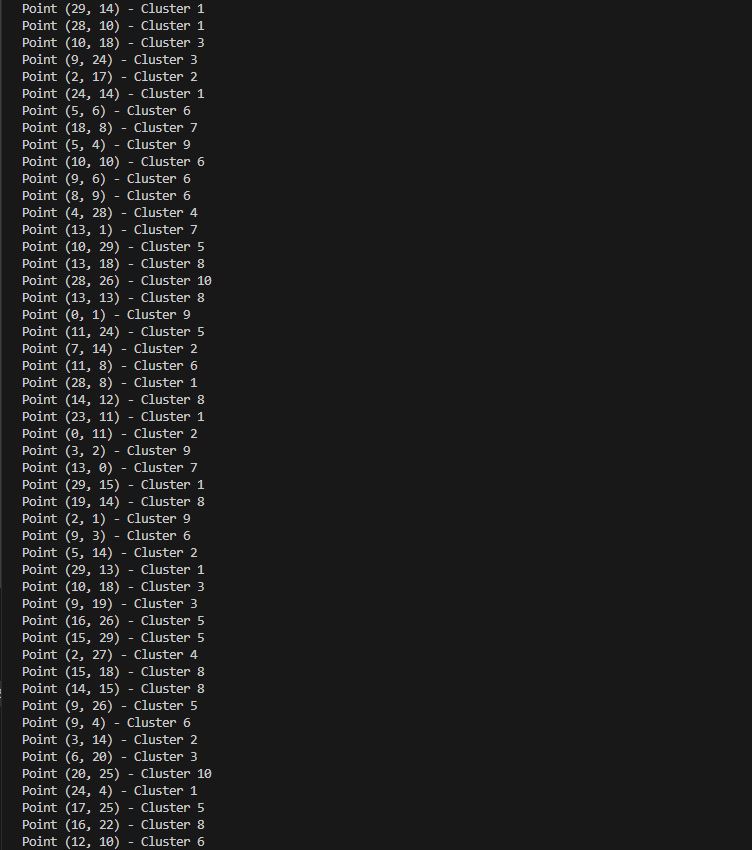 Point (29, 14) - Cluster 1
Point (28, 10) - Cluster 1
Point (10, 18) - Cluster 3
Point (9, 24) - Cluster 3
Point (2, 17) - Cluster 2
Point (24, 14) - Cluster 1
Point (5, 6) - Cluster 6
Point (18, 8) - Cluster 7
Point (5, 4) - Cluster 9
Point (10, 10) - Cluster 6
Point (9, 6) - Cluster 6
Point (8, 9) - Cluster 6
Point (4, 28) - Cluster 4
Point (13, 1) - Cluster 7
Point (10, 29) - Cluster 5
Point (13, 18) - Cluster 8
Point (28, 26) - Cluster 10
Point (13, 13) - Cluster 8
Point (0, 1) - Cluster 9
Point (11, 24) - Cluster 5
Point (7, 14) - Cluster 2
Point (11, 8) - Cluster 6
Point (28, 8) - Cluster 1
Point (14, 12) - Cluster 8
Point (23, 11) - Cluster 1
Point (0, 11) - Cluster 2
Point (3, 2) - Cluster 9
Point (13, 0) - Cluster 7
Point (29, 15) - Cluster 1
Point (19, 14) - Cluster 8
Point (2, 1) - Cluster 9
Point (9, 3) - Cluster 6
Point (5, 14) - Cluster 2
Point (29, 13) - Cluster 1
Point (10, 18) - Cluster 3
Point (9, 19) - Cluster 3
Point (16, 26) - Cluster 5
Point (15, 29) - Cluster 5
Point (2, 27) - Cluster 4
Point (15, 18) - Cluster 8
Point (14, 15) - Cluster 8
Point (9, 26) - Cluster 5
Point (9, 4) - Cluster 6
Point (3, 14) - Cluster 2
Point (6, 20) - Cluster 3
Point (20, 25) - Cluster 10
Point (24, 4) - Cluster 1
Point (17, 25) - Cluster 5
Point (16, 22) - Cluster 8
Point (12, 10) - Cluster 6